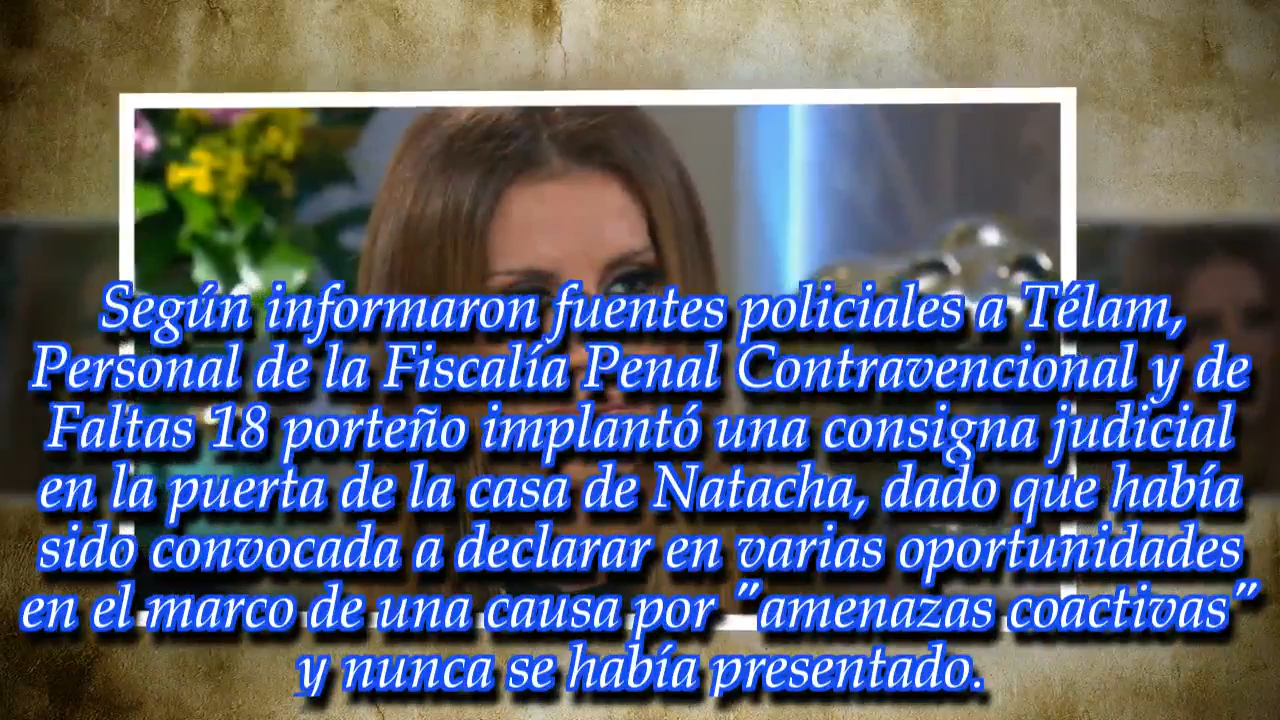 Según informaron fuentes policiales a Télam,
Personal de la Fiscalía Penal Contravencional y de
Faltas 18 porteño implantó una consigna judicial
en la puerta de la casa de Natacha, dado que había
sido convocada a declarar en varias oportunidades
en el marco de una causa por "amenazas coactivas"
y nunca se había presentado.